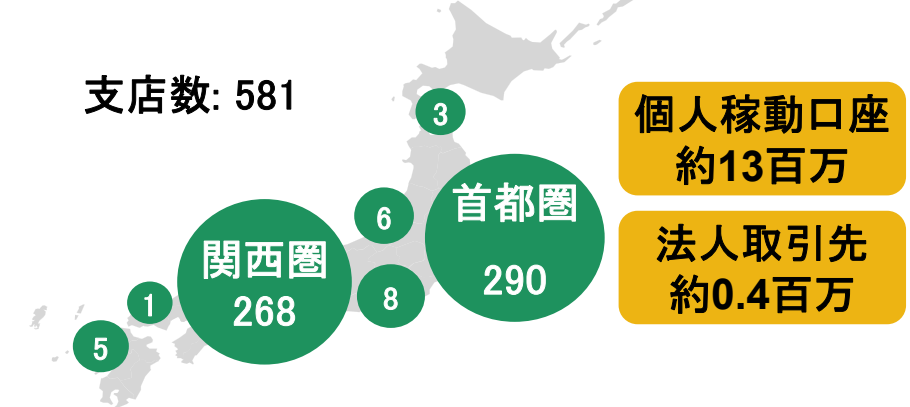 支店数: 581
3
首都圏
290
6
関西圏
268
8
1
5
個人稼動口座
約13百万
法人取引先
約0.4百万